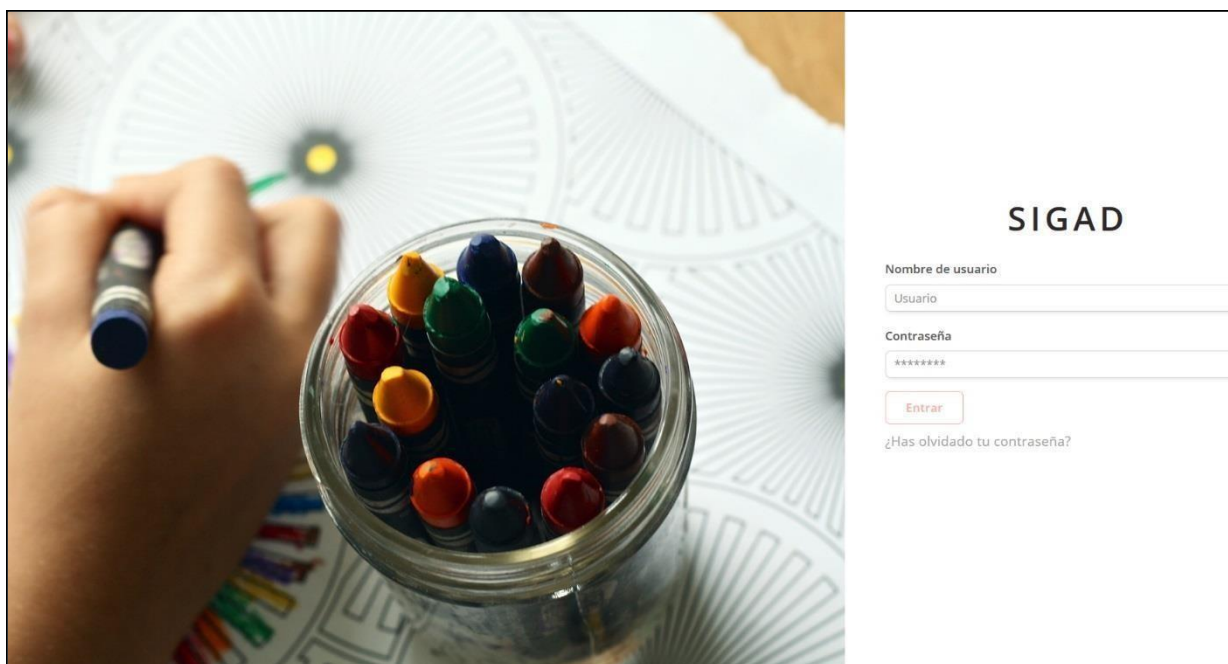 SIGAD
Nombre de usuario
Usuario
Contraseña
********
Entrar
¿Has olvidado tu contraseña?